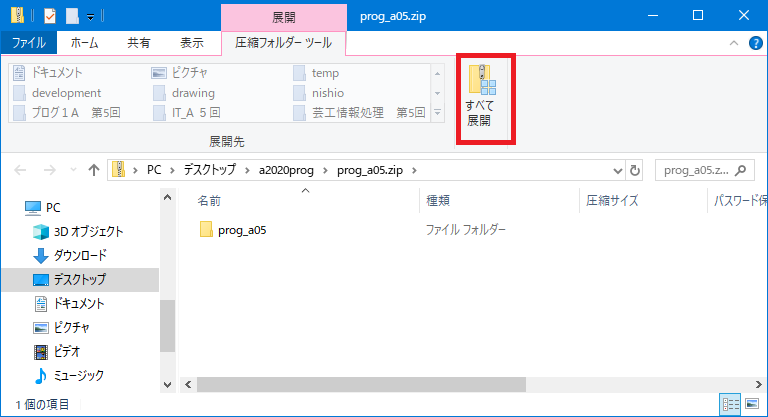 展開 prog_a05.zip
ファイル ホーム 共有 表示 圧縮フォルダー ツール
ドキュメント ピクチャ temp
development drawing nishio
プログ１Ａ　第5回 IT_A ５回 芸工情報処理　第5回
すべて
展開
展開先
PC デスクトップ a2020prog prog_a05.zip prog_a05.z...
名前 種類 圧縮サイズ パスワード保
PC
prog_a05 ファイル フォルダー
3D オブジェクト
ダウンロード
デスクトップ
ドキュメント
ピクチャ
ビデオ
ミュージック
1 個の項目